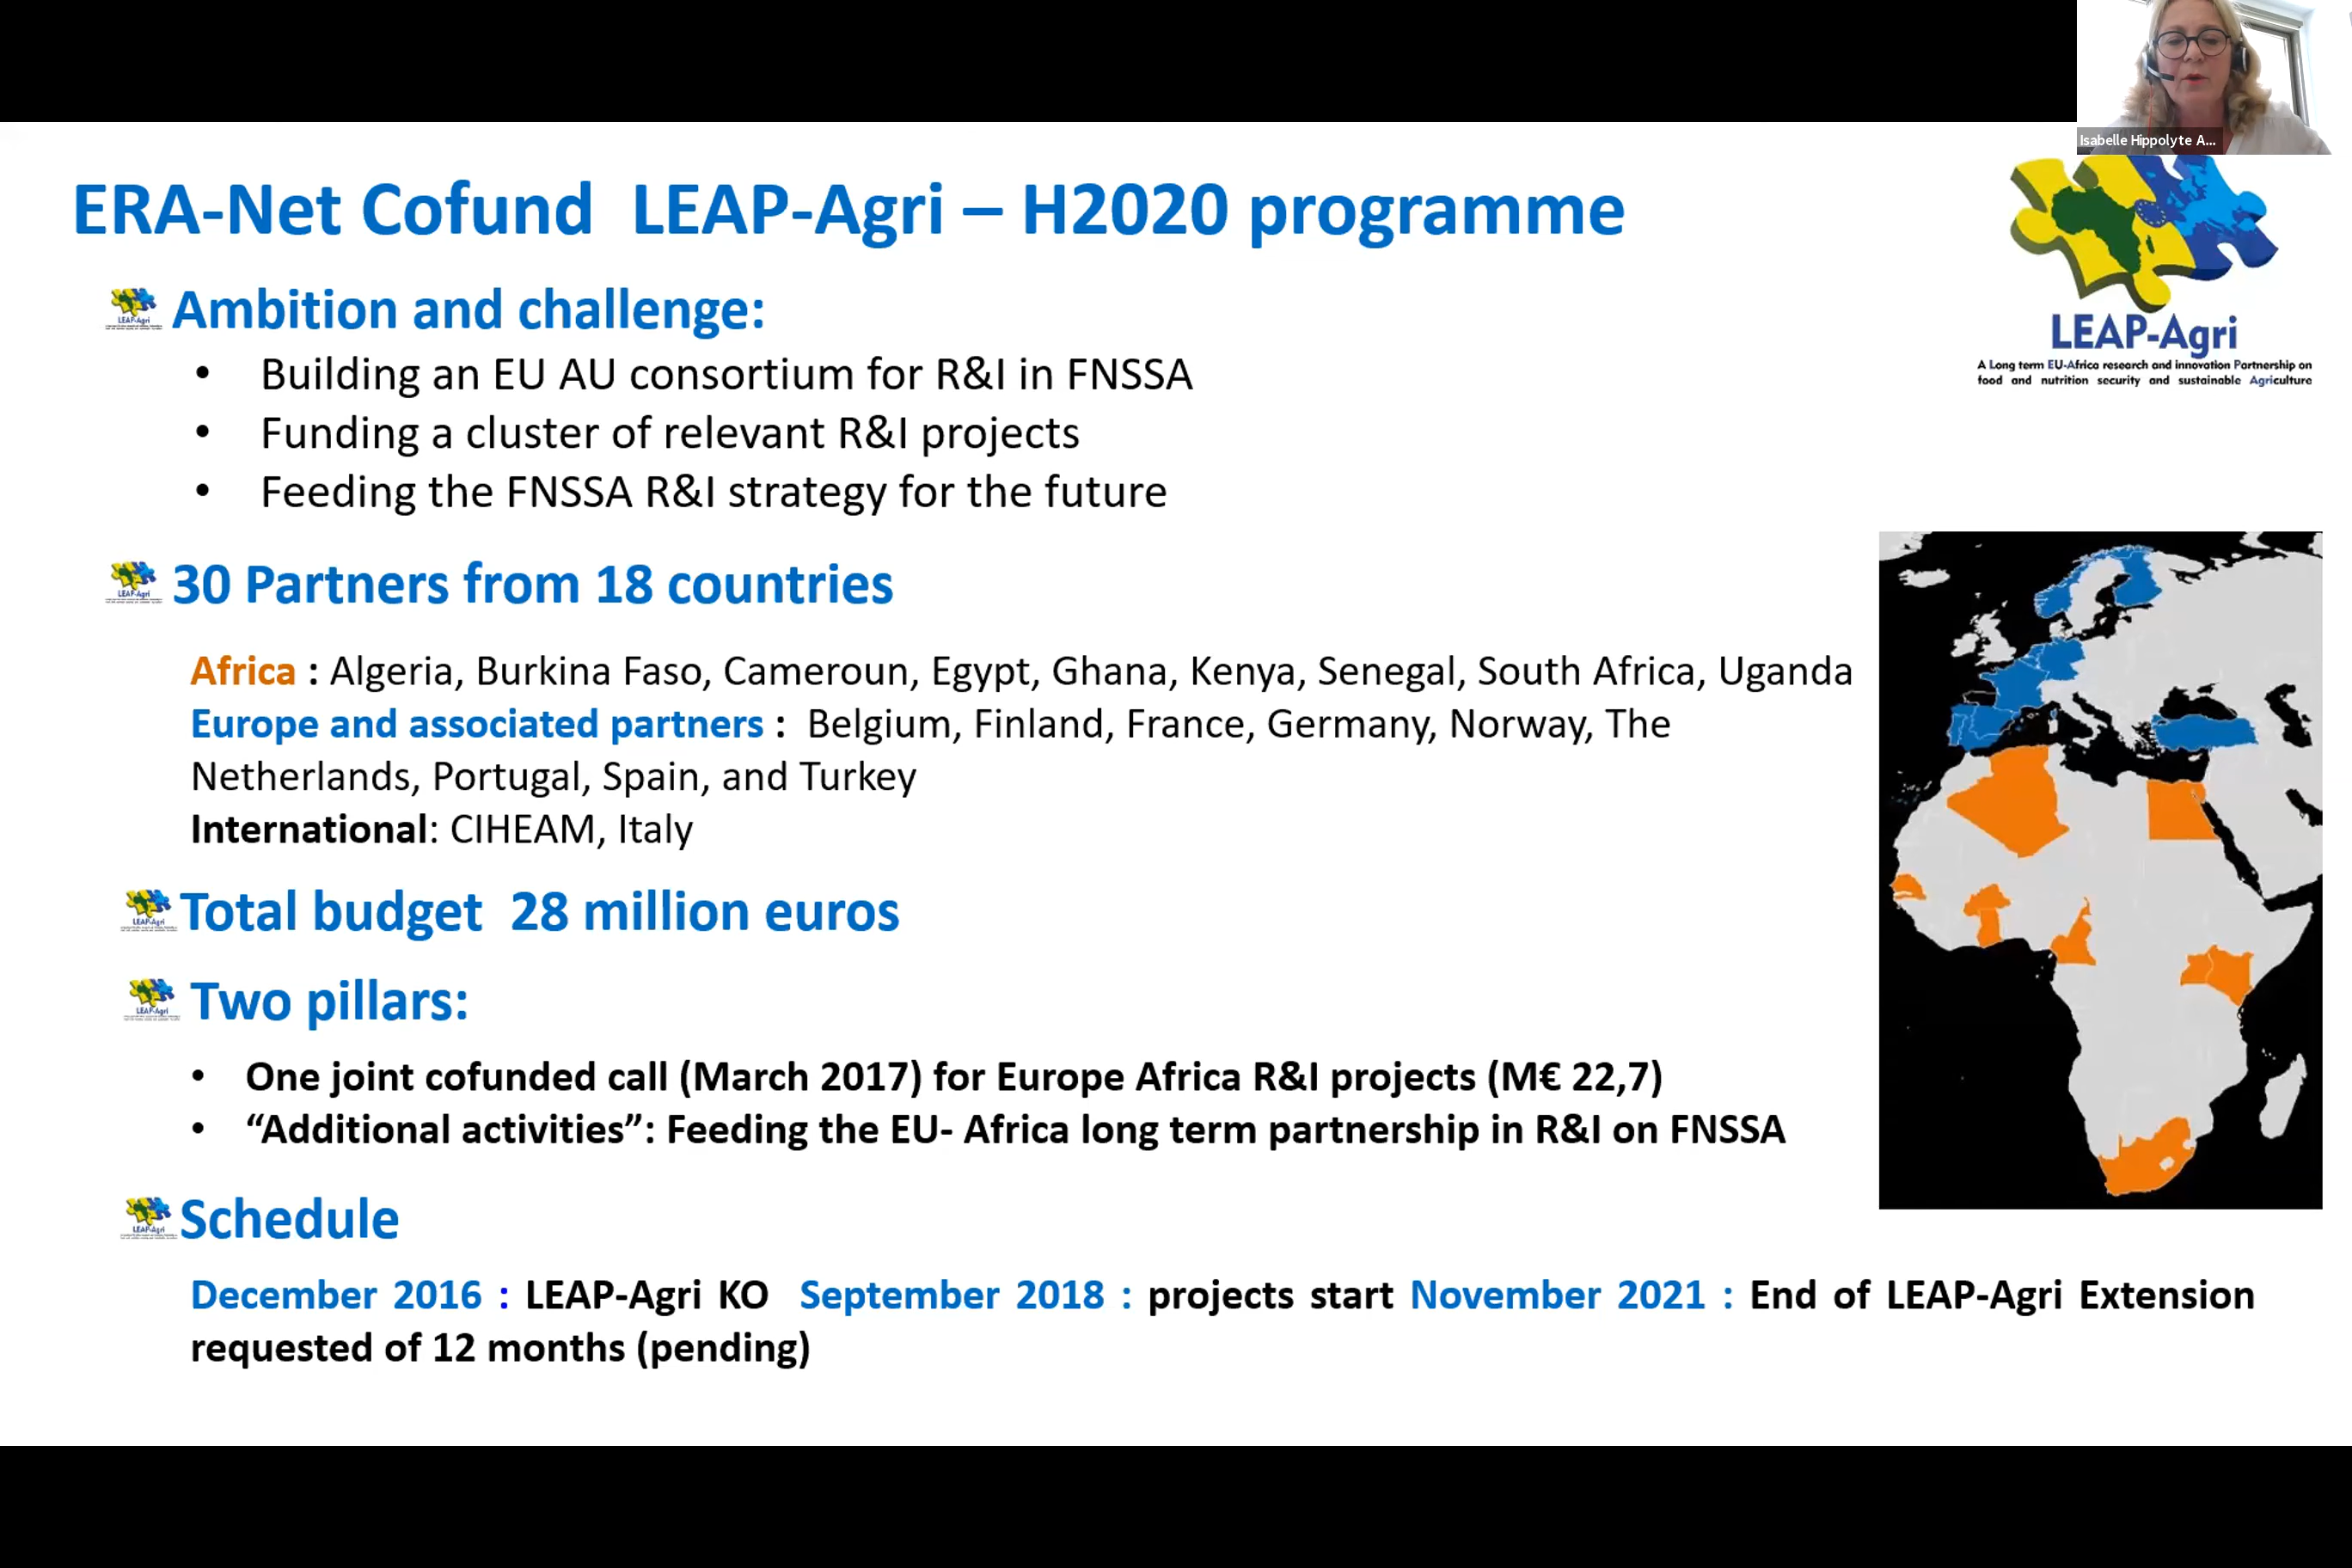 Isabelle Hippolyte A...
ERA-Net Cofund LEAP-Agri – H2020 programme
LEAP-Agri
A Long term EU-Africa research and innovation Partnership on
food and nutrition security and sustainable Agriculture
Ambition and challenge:
• Building an EU AU consortium for R&I in FNSSA
• Funding a cluster of relevant R&I projects
• Feeding the FNSSA R&I strategy for the future
30 Partners from 18 countries
Africa : Algeria, Burkina Faso, Cameroun, Egypt, Ghana, Kenya, Senegal, South Africa, Uganda
Europe and associated partners : Belgium, Finland, France, Germany, Norway, The
Netherlands, Portugal, Spain, and Turkey
International: CIHEAM, Italy
Total budget 28 million euros
Two pillars:
• One joint cofunded call (March 2017) for Europe Africa R&I projects (M€ 22,7)
• “Additional activities”: Feeding the EU- Africa long term partnership in R&I on FNSSA
Schedule
December 2016 : LEAP-Agri KO September 2018 : projects start November 2021 : End of LEAP-Agri Extension
requested of 12 months (pending)